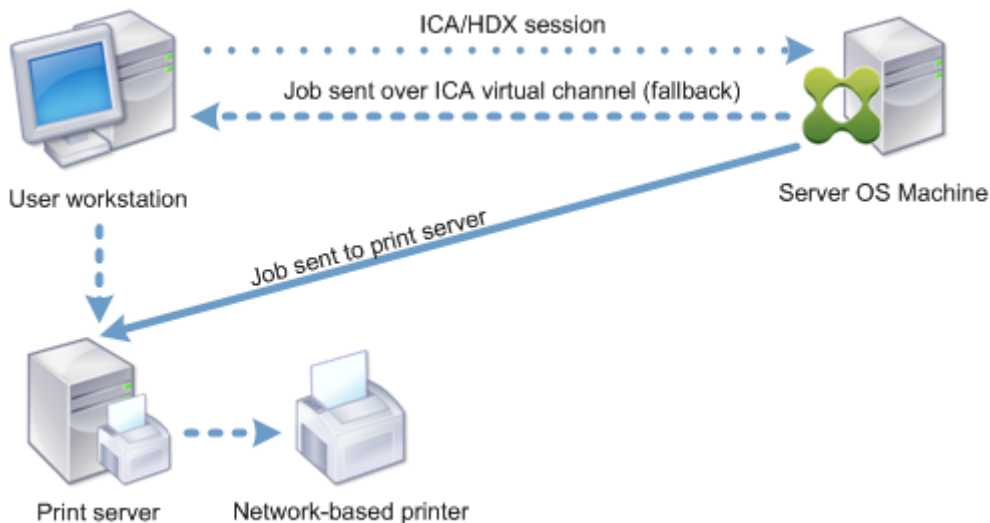 ICA/HDX session
Job sent over ICA virtual channel (fallback)
User workstation
Server OS Machine
Job sent to print server
Print server
Network-based printer